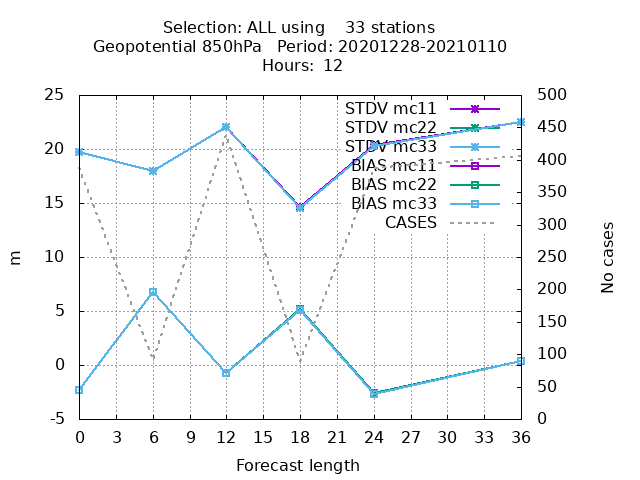 Selection: ALL using    33 stations
Geopotential 850hPa   Period: 20201228-20210110
Hours:  12
25 500
STDV mc11
STDV mc22 450
20 STDV mc33 400
BIAS mc11
BIAS mc22 350
15 BIAS mc33
CASES 300
m No cases
10 250
200
5 150
0 100
50
-5 0
0 3 6 9 12 15 18 21 24 27 30 33 36
Forecast length